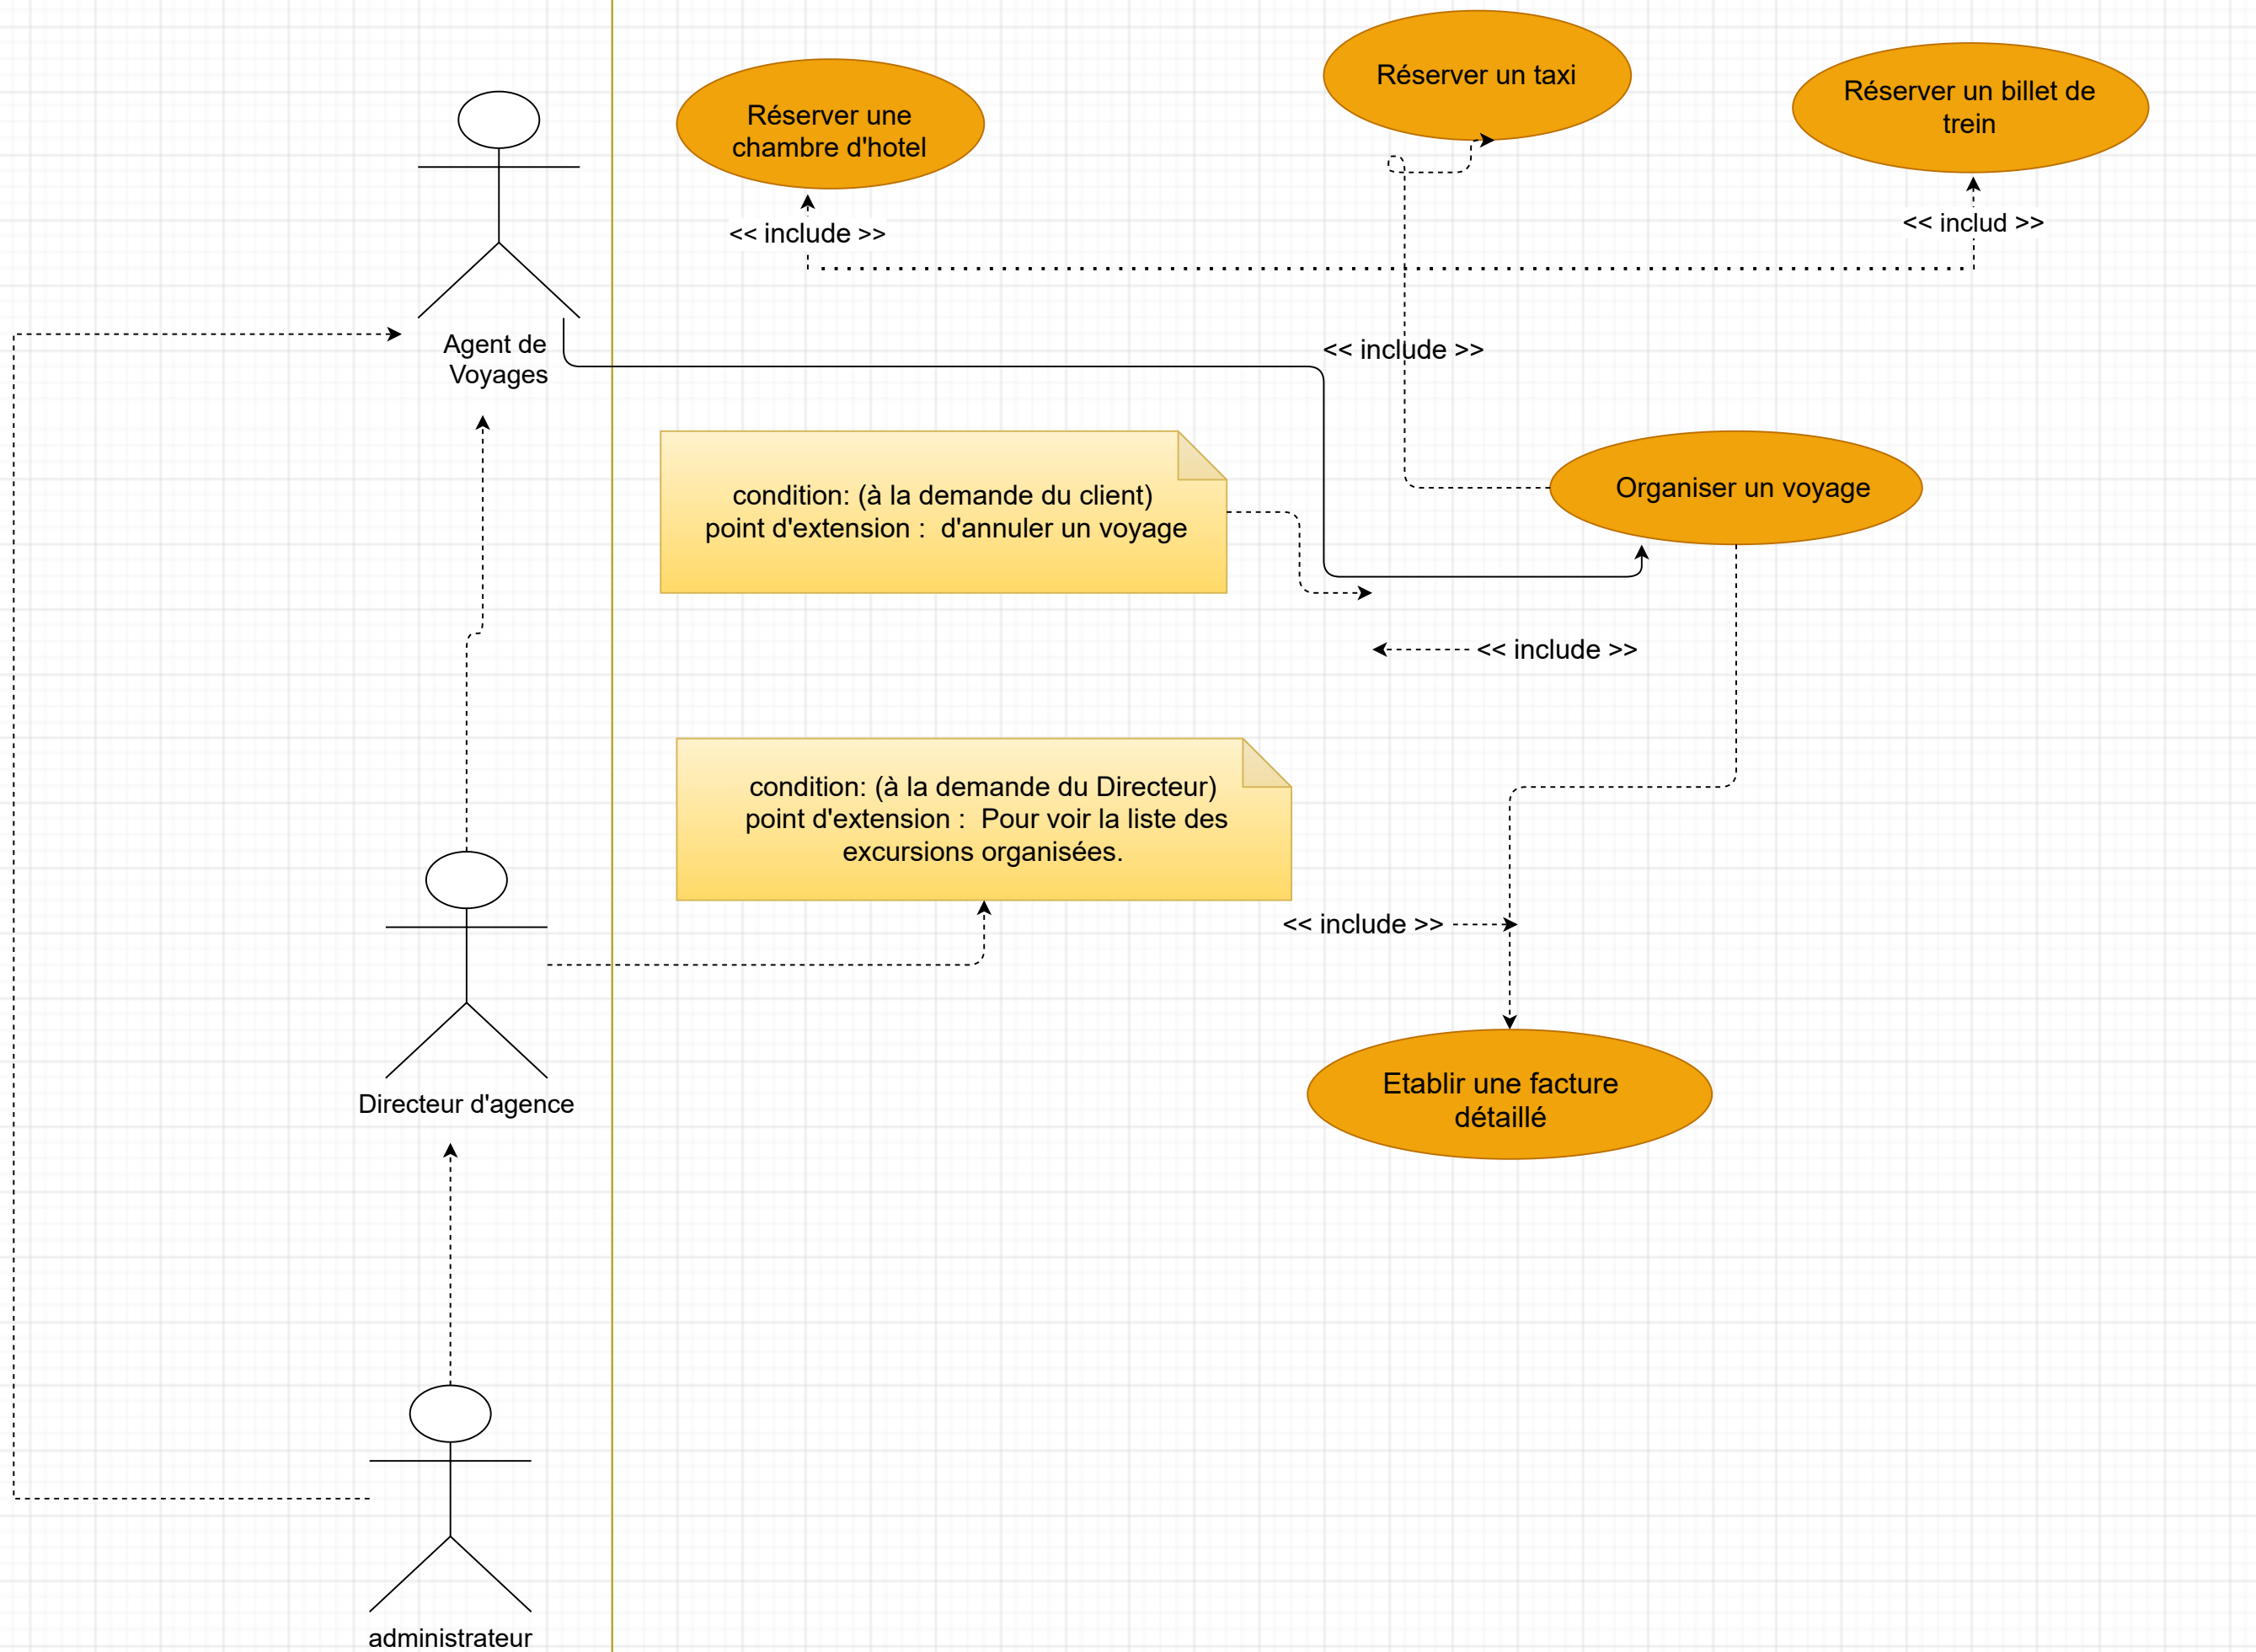 Réserver un taxi
Réserver un billet de
trein
Réserver une
chambre d'hotel
<< include >>
<< includ >>
Agent de
Voyages
<< include >>
condition: (à la demande du client)
point d'extension :  d'annuler un voyage
Organiser un voyage
<< include >>
condition: (à la demande du Directeur)
point d'extension :  Pour voir la liste des
excursions organisées.
<< include >>
Directeur d'agence
Etablir une facture
détaillé
administrateur